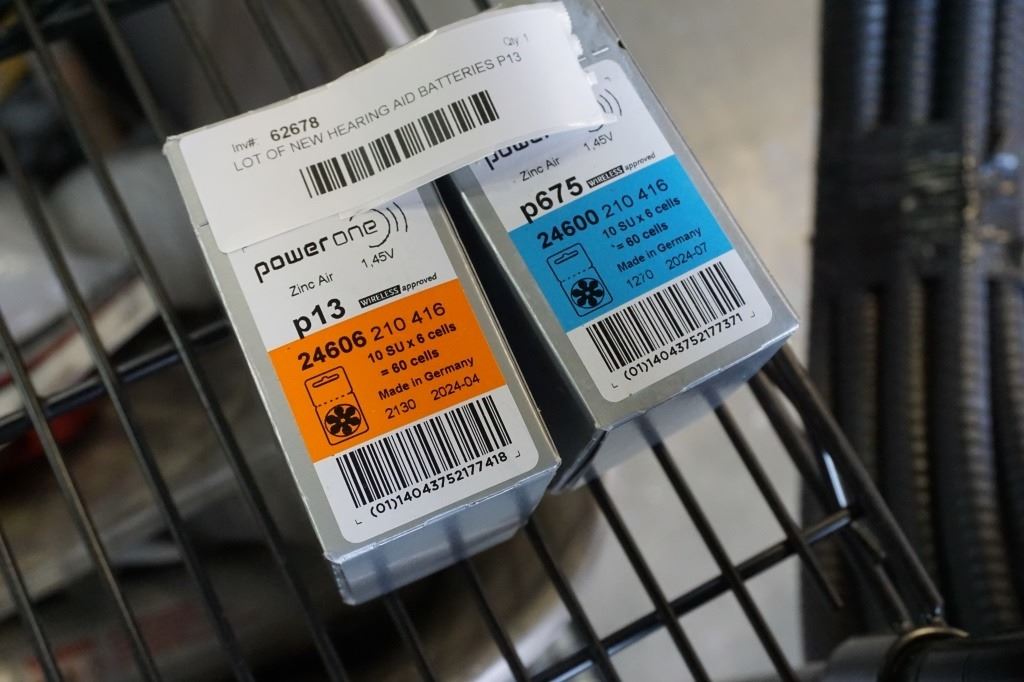 Qty: 1
Inv#: 62678
LOT OF NEW HEARING AID BATTERIES P13
power one
Zinc Air 1,45V
p13 WIRELESS approved
24606 210 416
10 SU x 6 cells
= 60 cells
Made in Germany
2130 2024-04
(01)14043752177418
power
Zinc Air 1,45V
p675 WIRELESS approved
24600 210 416
10 SU x 6 cells
= 60 cells
Made in Germany
1270 2024-07
(01)14043752177371